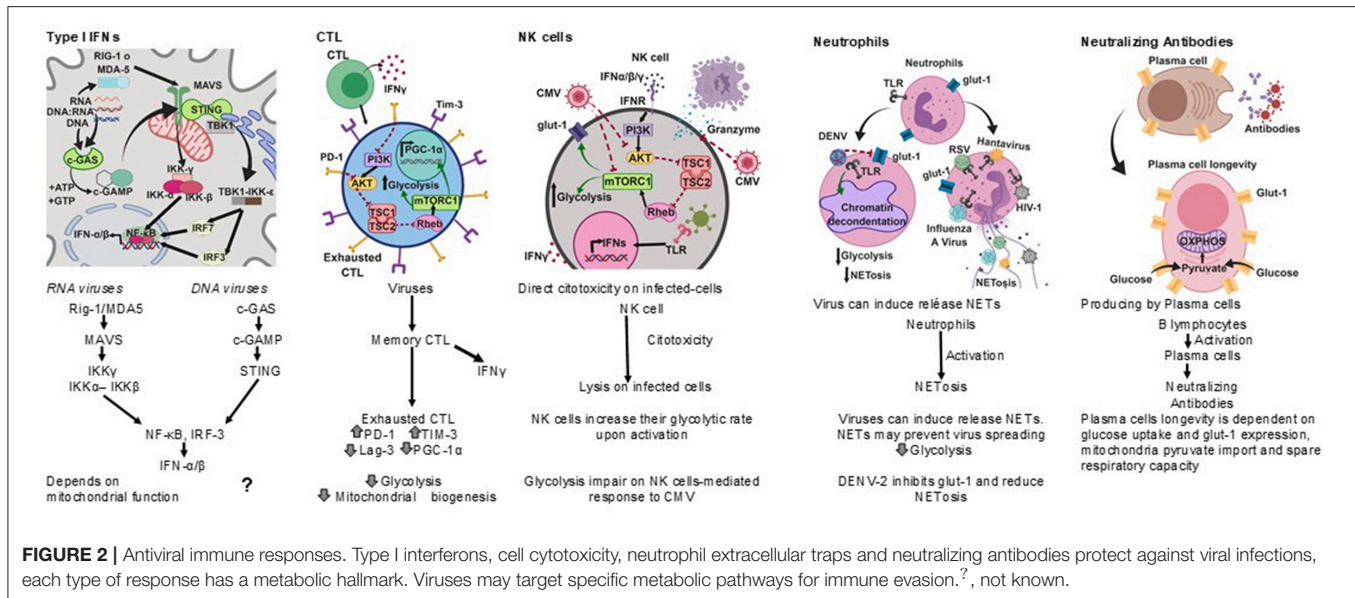 Type I IFNs
RIG-1 o
MDA-5
MAVS
RNA
DNA:RNA
DNA
STING
TBK1
c-GAS
+ATP
+GTP
c-GAMP
IKK-γ
IKK-α
IKK-β
TBK1-IKK-ε
IFN-α/β
NF-κB
IRF7
IRF3
RNA viruses
DNA viruses
Rig-1/MDA5
c-GAS
MAVS
c-GAMP
IKKγ
STING
IKKα– IKKβ
NF-κB, IRF-3
IFN-α/β
Depends on
mitochondrial function
?
CTL
CTL
IFNγ
Tim-3
PD-1
PI3K
PGC-1α
AKT
Glycolysis
mTORC1
TSC1
TSC2
Rheb
Exhausted
CTL
Viruses
Memory CTL
IFNγ
Exhausted CTL
PD-1
TIM-3
Lag-3
PGC-1α
Glycolysis
Mitochondrial biogenesis
NK cells
NK cell
CMV
IFNα/β/γ
IFNR
glut-1
PI3K
Granzyme
AKT
TSC1
TSC2
CMV
mTORC1
Glycolysis
Rheb
IFNs
TLR
IFNγ
Direct citotoxicity on infected-cells
NK cell
Citotoxicity
Lysis on infected cells
NK cells increase their glycolytic rate
upon activation
Glycolysis impair on NK cells-mediated
response to CMV
Neutrophils
Neutrophils
TLR
glut-1
DENV
glut-1
TLR
Chromatin
decondentation
Glycolysis
NETosis
RSV
Hantavirus
glut-1
HIV-1
Influenza
A Virus
NETosis
Virus can induce reléase NETs
Neutrophils
Activation
NETosis
Viruses can induce release NETs.
NETs may prevent virus spreading
Glycolysis
DENV-2 inhibits glut-1 and reduce
NETosis
Neutralizing Antibodies
Plasma cell
Antibodies
Plasma cell longevity
Glut-1
OXPHOS
Pyruvate
Glucose
Glucose
Producing by Plasma cells
B lymphocytes
Activation
Plasma cells
Neutralizing
Antibodies
Plasma cells longevity is dependent on
glucose uptake and glut-1 expression,
mitochondria pyruvate import and spare
respiratory capacity
FIGURE 2 | Antiviral immune responses. Type I interferons, cell cytotoxicity, neutrophil extracellular traps and neutralizing antibodies protect against viral infections,
each type of response has a metabolic hallmark. Viruses may target specific metabolic pathways for immune evasion.?, not known.